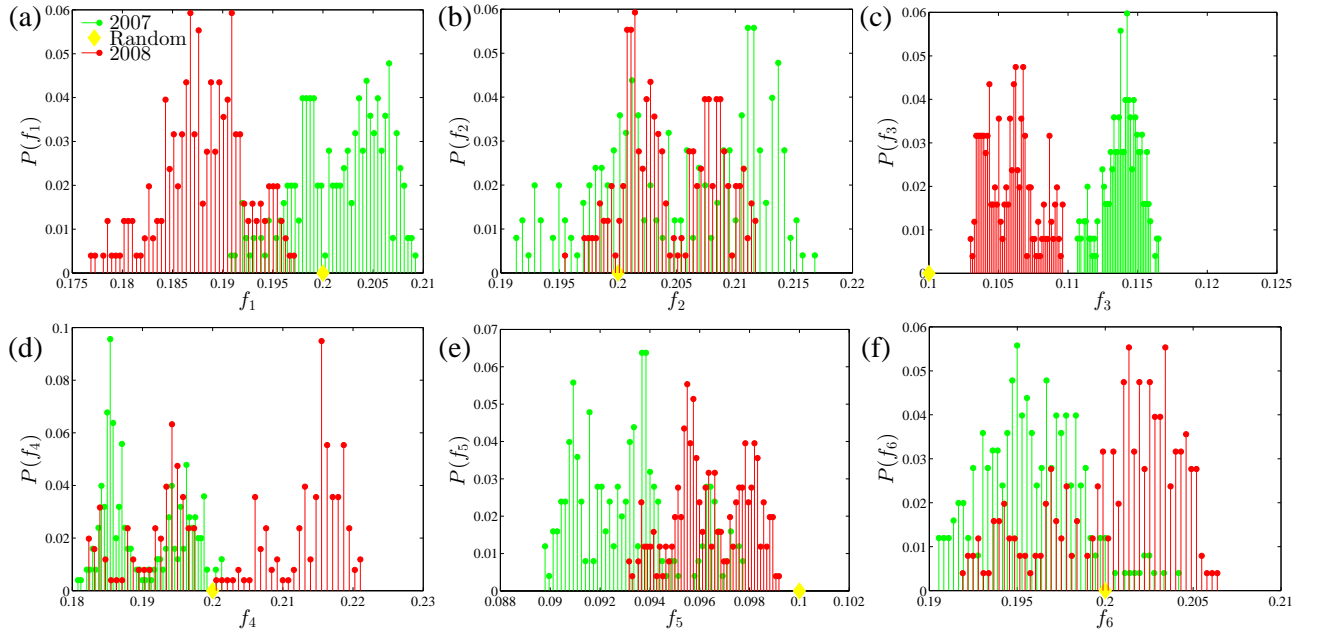 (a)
0.06
0.05
0.04
0.03
0.02
0.01
0
P(f1)
2007
Random
2008
0.175 0.18 0.185 0.19 0.195 0.2 0.205 0.21
f1
(b)
0.06
0.05
0.04
0.03
0.02
0.01
0
P(f2)
0.19 0.195 0.2 0.205 0.21 0.215 0.22
f2
(c)
0.06
0.05
0.04
0.03
0.02
0.01
0
P(f3)
0.1 0.105 0.11 0.115 0.12 0.125
f3
(d)
0.1
0.08
0.06
0.04
0.02
0
P(f4)
0.18 0.19 0.2 0.21 0.22 0.23
f4
(e)
0.07
0.06
0.05
0.04
0.03
0.02
0.01
0
P(f5)
0.088 0.09 0.092 0.094 0.096 0.098 0.1 0.102
f5
(f)
0.06
0.05
0.04
0.03
0.02
0.01
0
P(f6)
0.19 0.195 0.2 0.205 0.21
f6